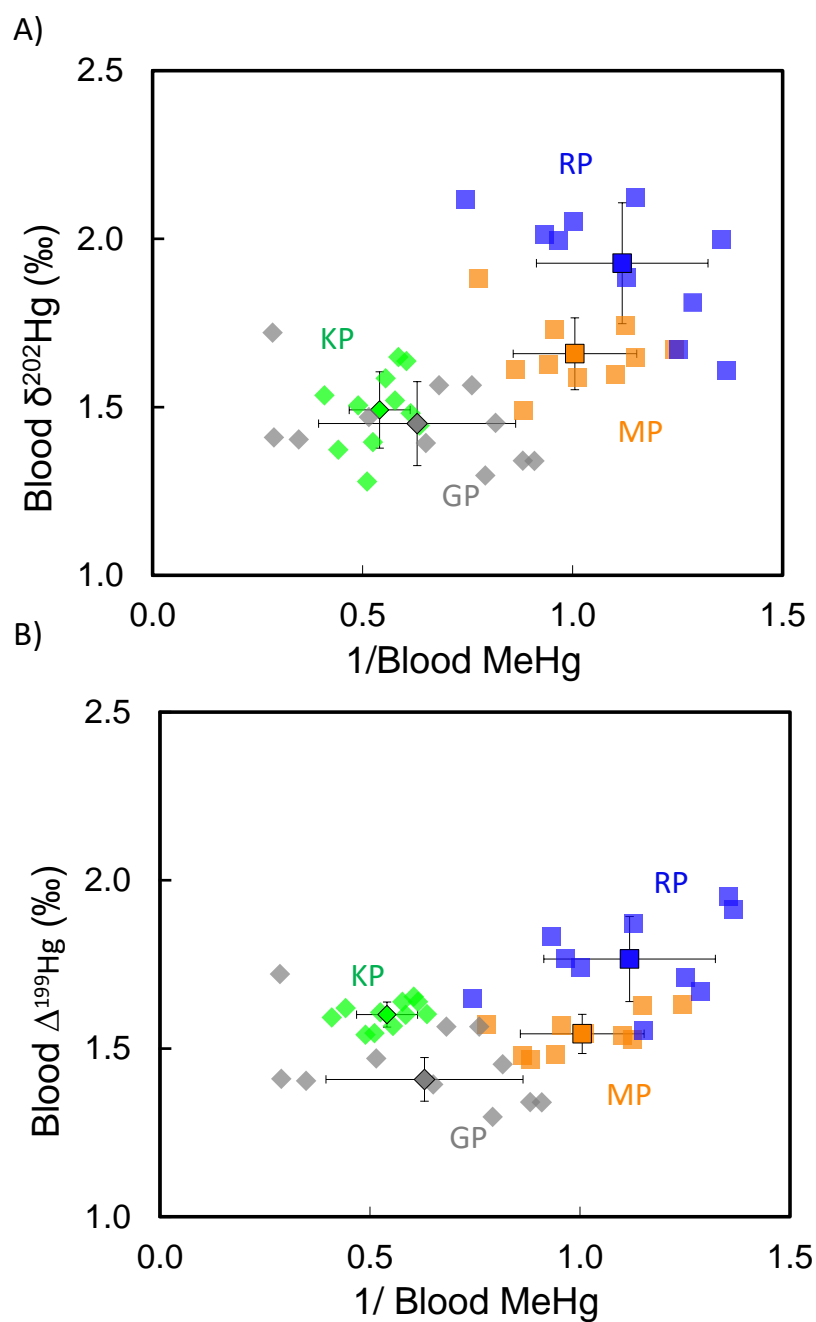 A)
2.5
2.0
1.5
1.0
Blood δ²⁰²Hg (‰)
RP
KP
MP
GP
0.0 0.5 1.0 1.5
1/Blood MeHg
B)
2.5
2.0
1.5
1.0
Blood Δ¹⁹⁹Hg (‰)
RP
KP
MP
GP
0.0 0.5 1.0 1.5
1/ Blood MeHg